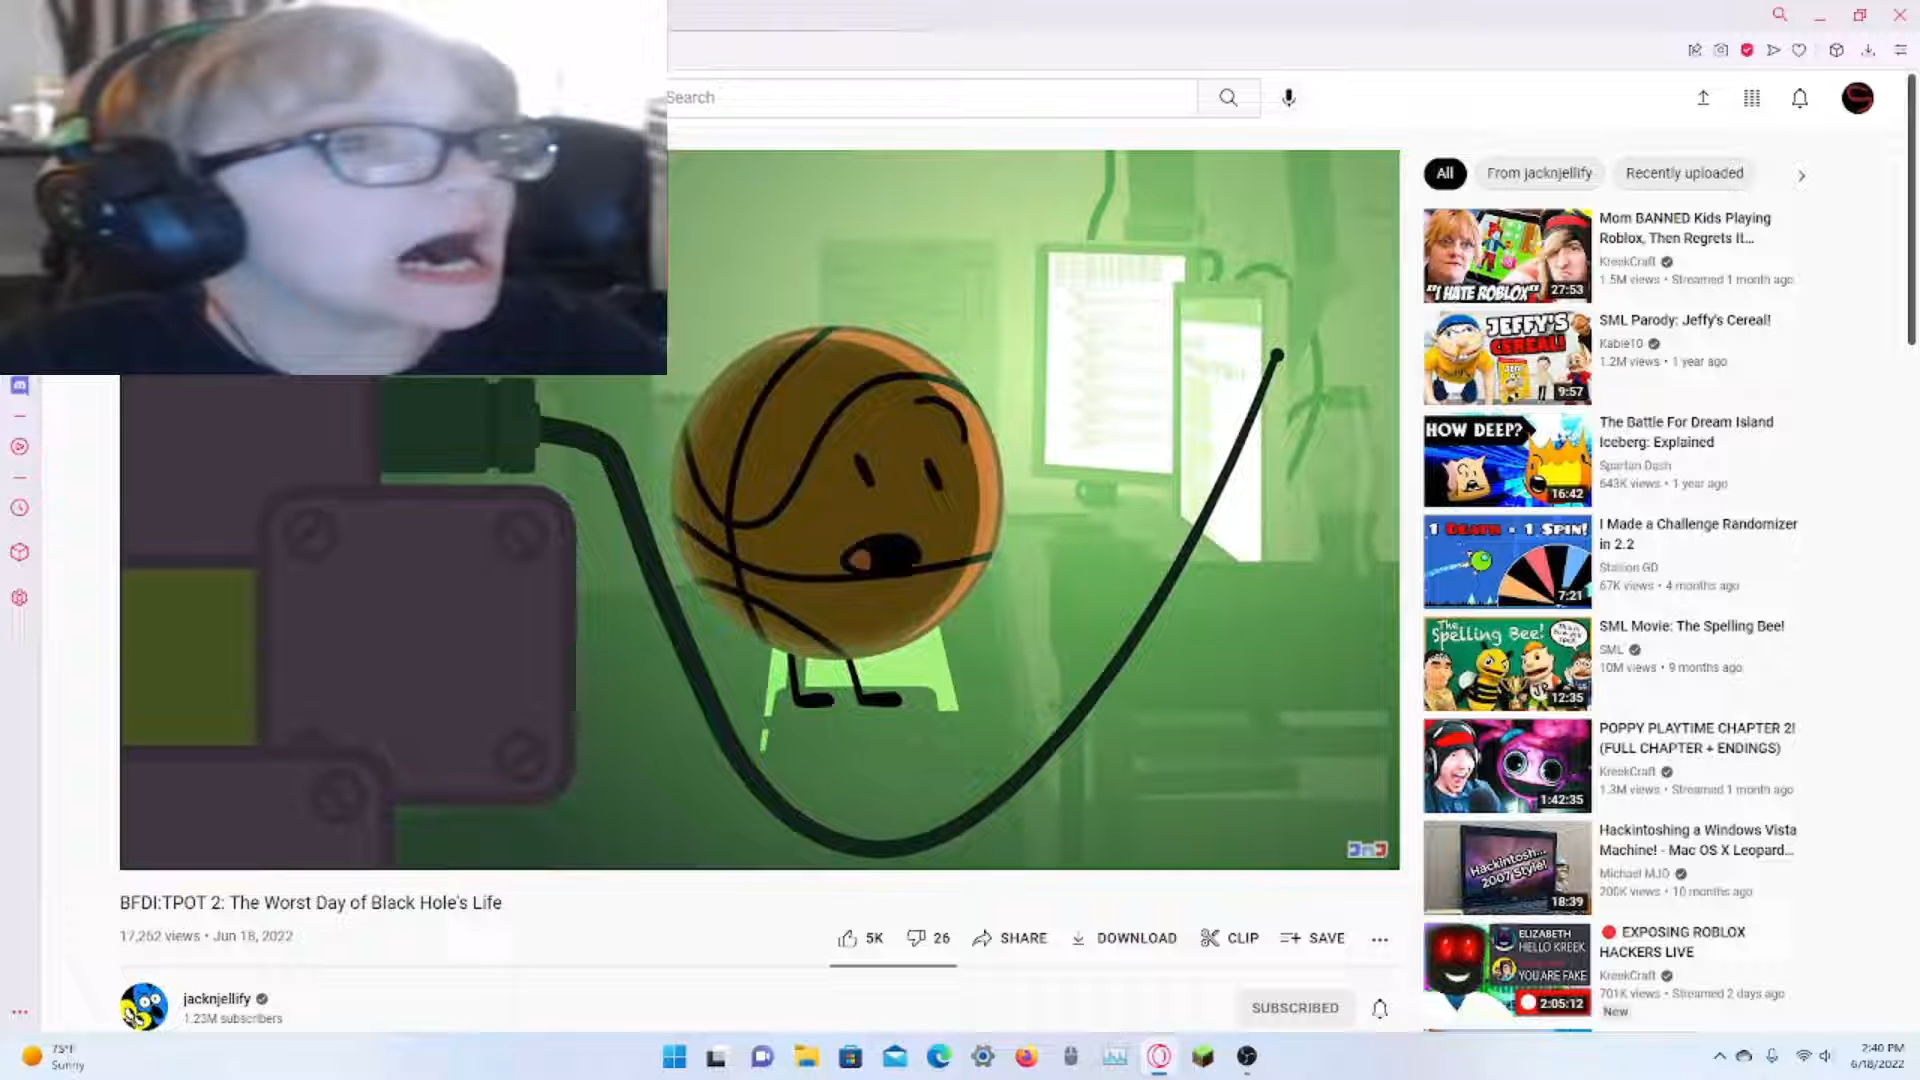 Search
All
From jacknjellify
Recently uploaded
"I HATE ROBLOX"
27:53
Mom BANNED Kids Playing
Roblox, Then Regrets It...
KreekCraft
1.5M views • Streamed 1 month ago
JEFFY'S
CEREAL!
9:57
SML Parody: Jeffy's Cereal!
Kable10
1.2M views • 1 year ago
HOW DEEP?
16:42
The Battle For Dream Island
Iceberg: Explained
Spartan Dash
643K views • 1 year ago
1 DEATH = 1 SPIN!
7:21
I Made a Challenge Randomizer
in 2.2
Stallion GD
67K views • 4 months ago
The
Spelling Bee!
12:35
SML Movie: The Spelling Bee!
SML
10M views • 9 months ago
1:42:35
POPPY PLAYTIME CHAPTER 2!
(FULL CHAPTER + ENDINGS)
KreekCraft
1.3M views • Streamed 1 month ago
Hackintosh...
2007 Style!
18:39
Hackintoshing a Windows Vista
Machine! - Mac OS X Leopard...
Michael MJD
200K views • 10 months ago
ELIZABETH
HELLO KREEK
YOU ARE FAKE
2:05:12
EXPOSING ROBLOX
HACKERS LIVE
KreekCraft
701K views • Streamed 2 days ago
New
BFDI:TPOT 2: The Worst Day of Black Hole's Life
17,252 views • Jun 18, 2022
5K
26
SHARE
DOWNLOAD
CLIP
SAVE
jacknjellify
1.23M subscribers
SUBSCRIBED
75°F
Sunny
2:40 PM
6/18/2022